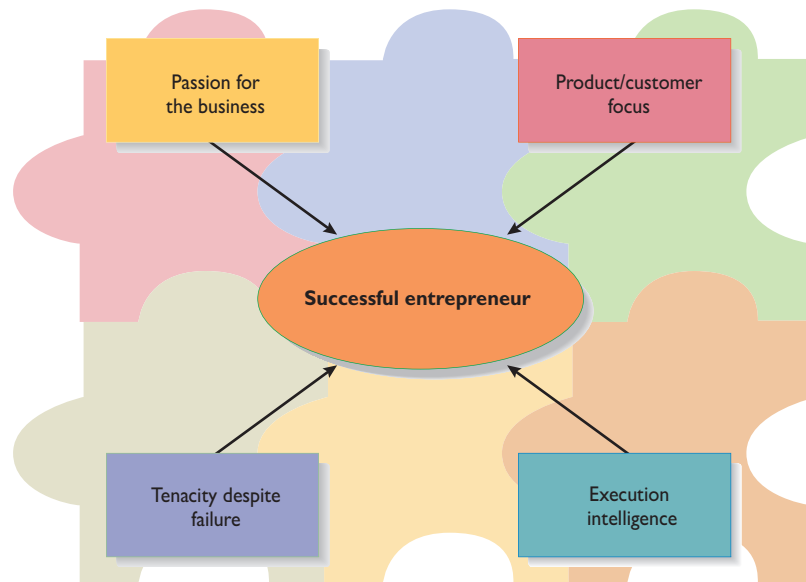 Passion for
the business
Product/customer
focus
Successful entrepreneur
Tenacity despite
failure
Execution
intelligence